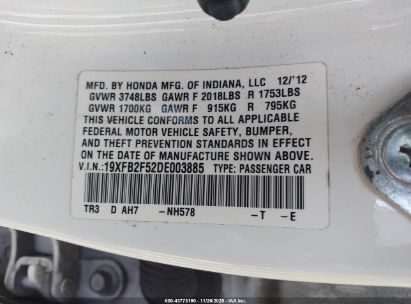 MFD. BY HONDA MFG. OF INDIANA, LLC 12/'12
GVWR 3748LBS GAWR F 2018LBS R 1753LBS
GVWR 1700KG GAWR F 915KG R 795KG
THIS VEHICLE CONFORMS TO ALL APPLICABLE
FEDERAL MOTOR VEHICLE SAFETY, BUMPER,
AND THEFT PREVENTION STANDARDS IN
EFFECT ON THE DATE OF MANUFACTURE
SHOWN ABOVE.
V.I.N.:19XFB2F52DE003885 TYPE: PASSENGER CAR
TR3 D AH7 -NH578 -T -E